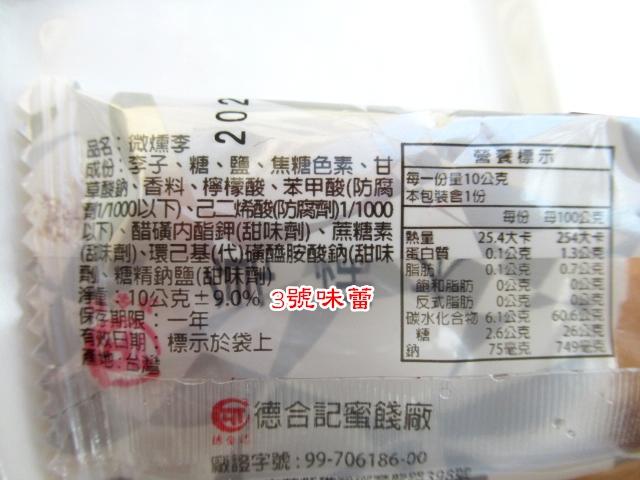 202
品名:微燻李
成份:李子、糖、鹽、焦糖色素、甘
草酸鈉、香料、檸檬酸、苯甲酸(防腐
劑1/1000以下)、己二烯酸(防腐劑)1/1000
以下)、醋磺内酯鉀(甜味劑)、蔗糖素
(甜味劑)、環己基(代)磺醯胺酸鈉(甜味
劑)、糖精鈉鹽(甜味劑)
淨重:10公克±9.0%
保存期限:一年
有效日期:標示於袋上
產地:台灣
3號味蕾
營養標示
每一份量10公克
本包裝含1份
每份 每100公克
熱量 25.4大卡 254大卡
蛋白質 0.1公克 1.3公克
脂肪 0.1公克 0.7公克
飽和脂肪 0公克 0公克
反式脂肪 0公克 0公克
碳水化合物 6.1公克 60.6公克
糖 2.6公克 26公克
鈉 75毫克 749毫克
德合記
德合記蜜餞廠
廠證字號:99-706186-00